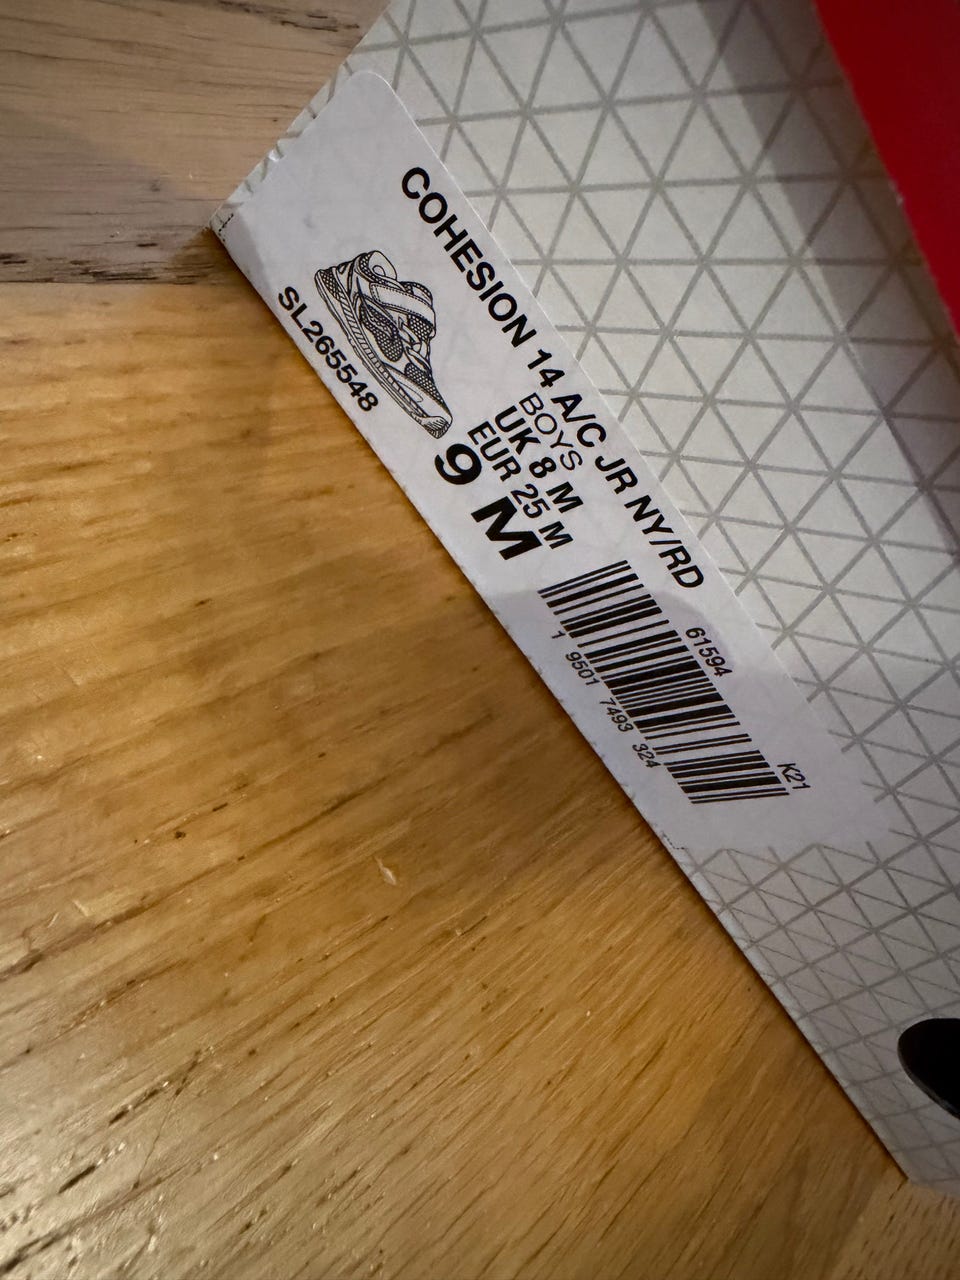 COHESION 14 A/C JR NY/RD
BOYS
UK 8 M
EUR 25 M
9 M
SL265548
61594
1 9501 7493 324
K21